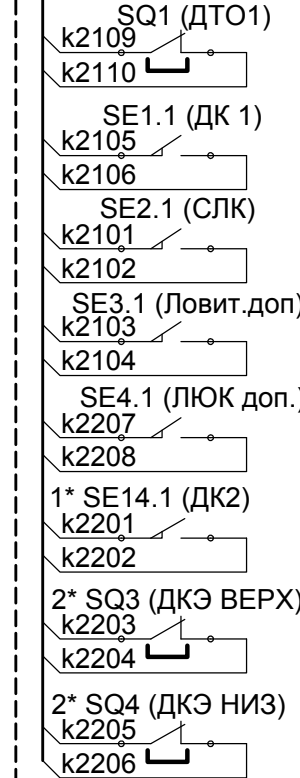 SQ1 (ДТО1)
k2109
k2110
SE1.1 (ДК 1)
k2105
k2106
SE2.1 (СЛК)
k2101
k2102
SE3.1 (Ловит.доп)
k2103
k2104
SE4.1 (ЛЮК доп.)
k2207
k2208
1* SE14.1 (ДК2)
k2201
k2202
2* SQ3 (ДКЭ ВЕРХ)
k2203
k2204
2* SQ4 (ДКЭ НИЗ)
k2205
k2206